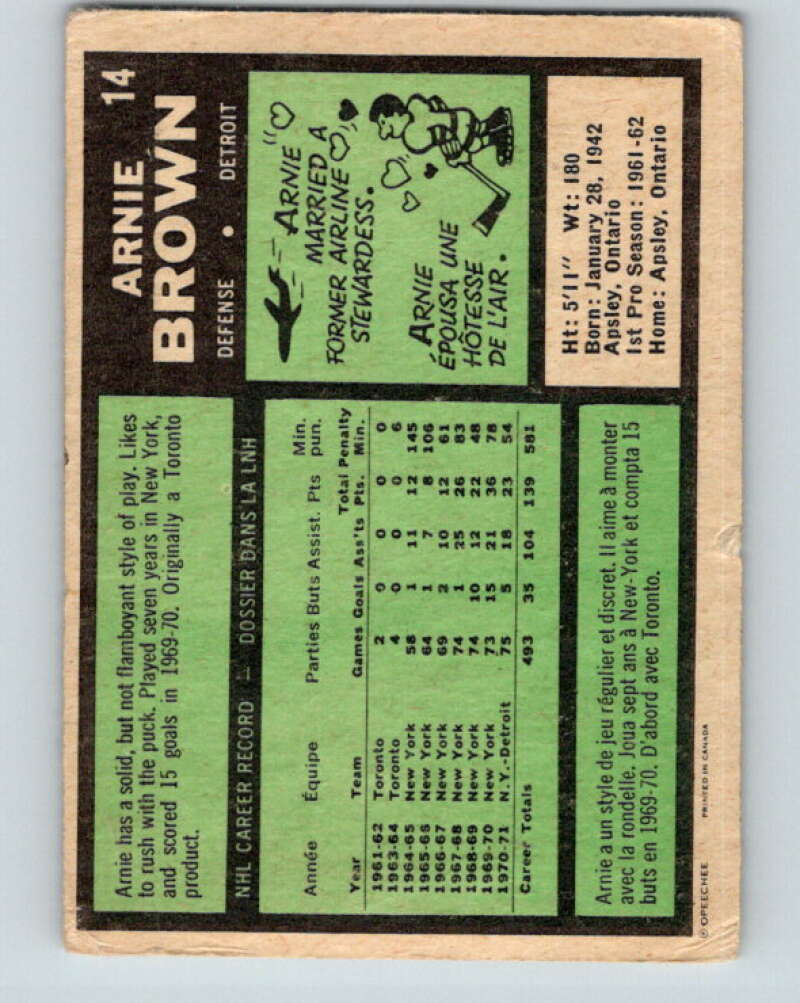 ARNIE 14
BROWN
DEFENSE • DETROIT
Arnie has a solid, but not flamboyant style of play. Likes
to rush with the puck. Played seven years in New York,
and scored 15 goals in 1969-70. Originally a Toronto
product.
"ARNIE"
MARRIED A
FORMER AIRLINE
STEWARDESS.
ARNIE
ÉPOUSA UNE
HÔTESSE
DE L'AIR.
NHL CAREER RECORD — DOSSIER DANS LA LNH
Année Équipe Parties Buts Assist. Pts Min. pun.
Year Team Games Goals Ass'ts Total Pts. Penalty Min.
1961-62 Toronto 2 0 0 0 0
1963-64 Toronto 4 0 0 0 6
1964-65 New York 58 1 11 12 145
1965-66 New York 64 1 7 8 106
1966-67 New York 69 2 10 12 61
1967-68 New York 74 1 25 26 83
1968-69 New York 74 10 12 22 48
1969-70 New York 73 15 21 36 78
1970-71 N.Y.-Detroit 75 5 18 23 54
Career Totals 493 35 104 139 581
Ht: 5'11" Wt: 180
Born: January 28, 1942
Apsley, Ontario
1st Pro Season: 1961-62
Home: Apsley, Ontario
Arnie a un style de jeu régulier et discret. Il aime à monter
avec la rondelle. Joua sept ans à New-York et compta 15
buts en 1969-70. D'abord avec Toronto.
© OPEECHEE PRINTED IN CANADA